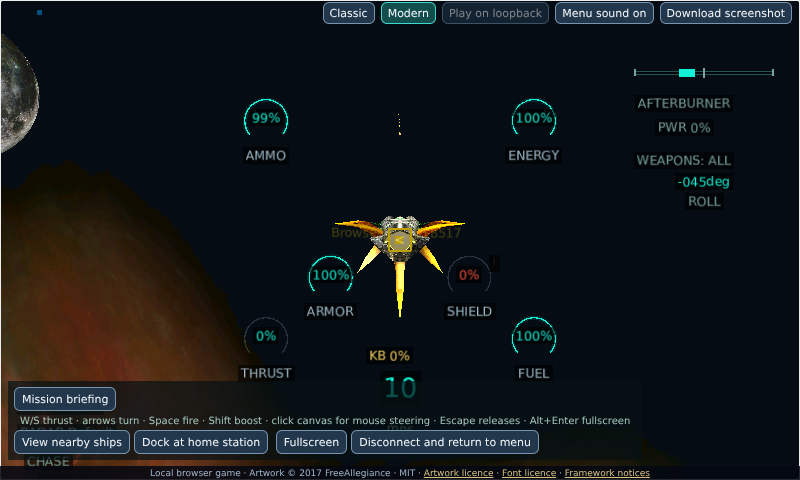 Classic Modern Play on loopback Menu sound on Download screenshot
99% 100%
AMMO ENERGY
AFTERBURNER
PWR 0%
WEAPONS: ALL
-045deg
ROLL
100% 0% !
ARMOR SHIELD
0% 100%
THRUST FUEL
KB 0%
10
Mission briefing
W/S thrust · arrows turn · Space fire · Shift boost · click canvas for mouse steering · Escape releases · Alt+Enter fullscreen
View nearby ships Dock at home station Fullscreen Disconnect and return to menu
CHASE
Local browser game · Artwork © 2017 FreeAllegiance · MIT · Artwork licence · Font licence · Framework notices